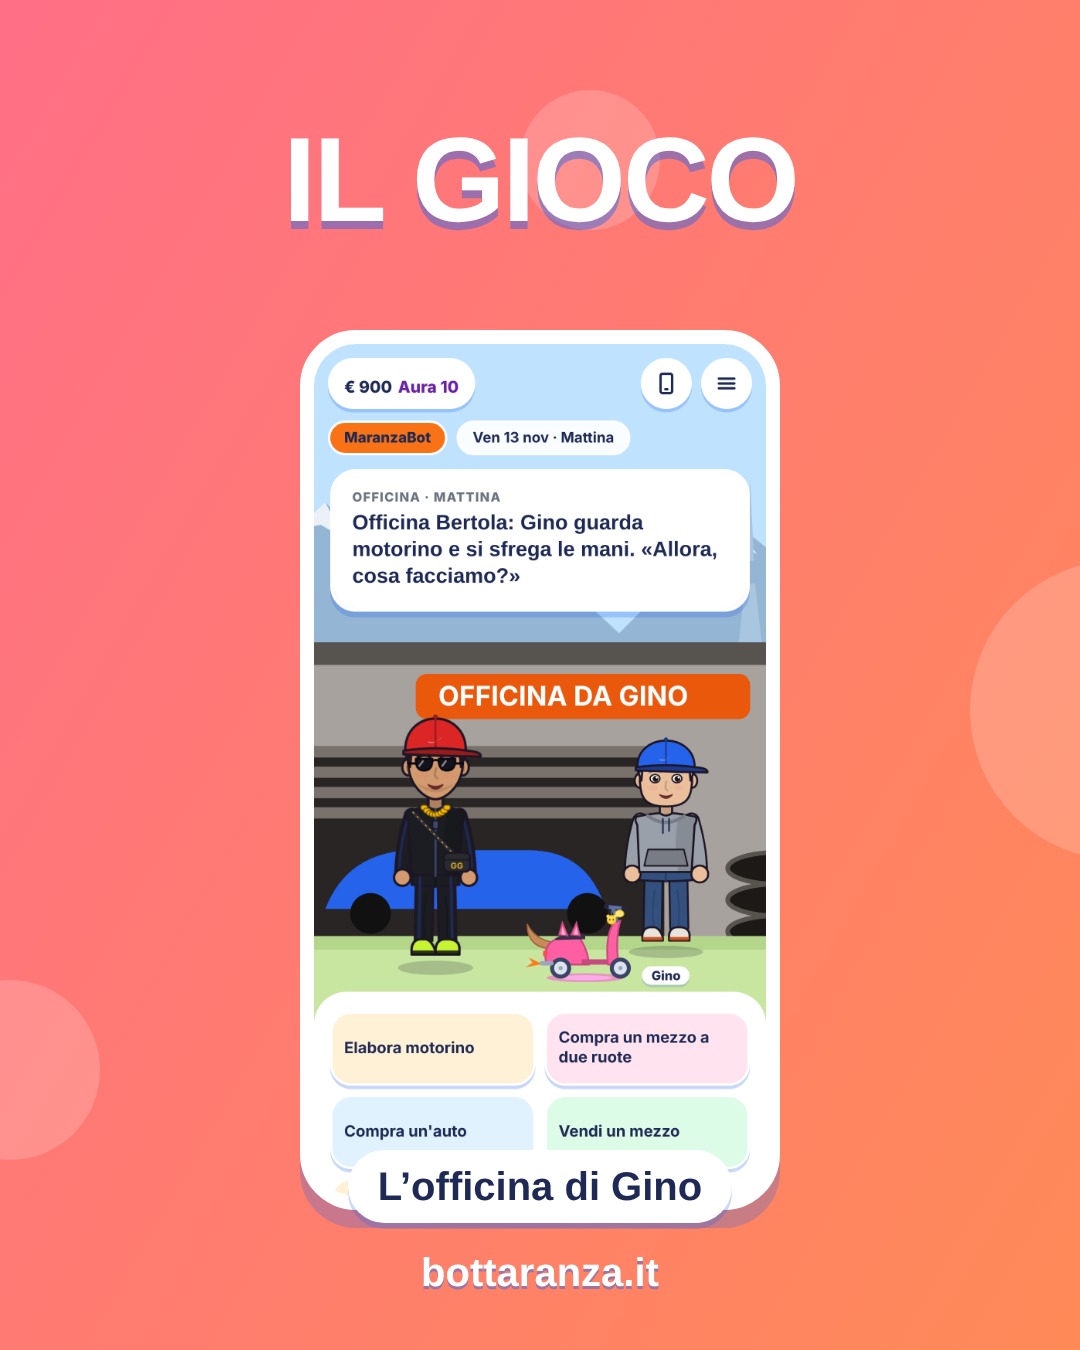 IL GIOCO
€ 900 Aura 10
MaranzaBot
Ven 13 nov · Mattina
OFFICINA · MATTINA
Officina Bertola: Gino guarda
motorino e si sfrega le mani. «Allora,
cosa facciamo?»
OFFICINA DA GINO
GG
Gino
Elabora motorino
Compra un mezzo a
due ruote
Compra un'auto
Vendi un mezzo
L’officina di Gino
bottaranza.it